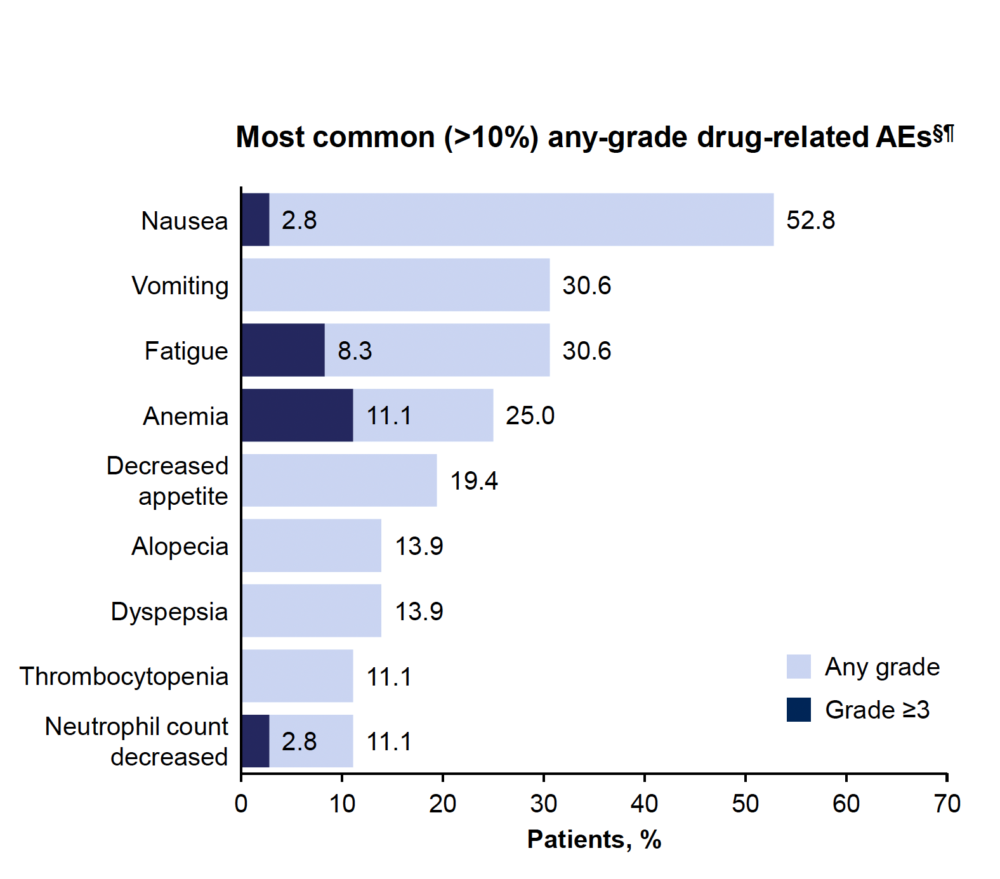 Most common (>10%) any-grade drug-related AEs§¶
Nausea 2.8 52.8
Vomiting 30.6
Fatigue 8.3 30.6
Anemia 11.1 25.0
Decreased
appetite
19.4
Alopecia 13.9
Dyspepsia 13.9
Thrombocytopenia 11.1
Neutrophil count
decreased
2.8 11.1
Any grade
Grade ≥3
0 10 20 30 40 50 60 70
Patients, %